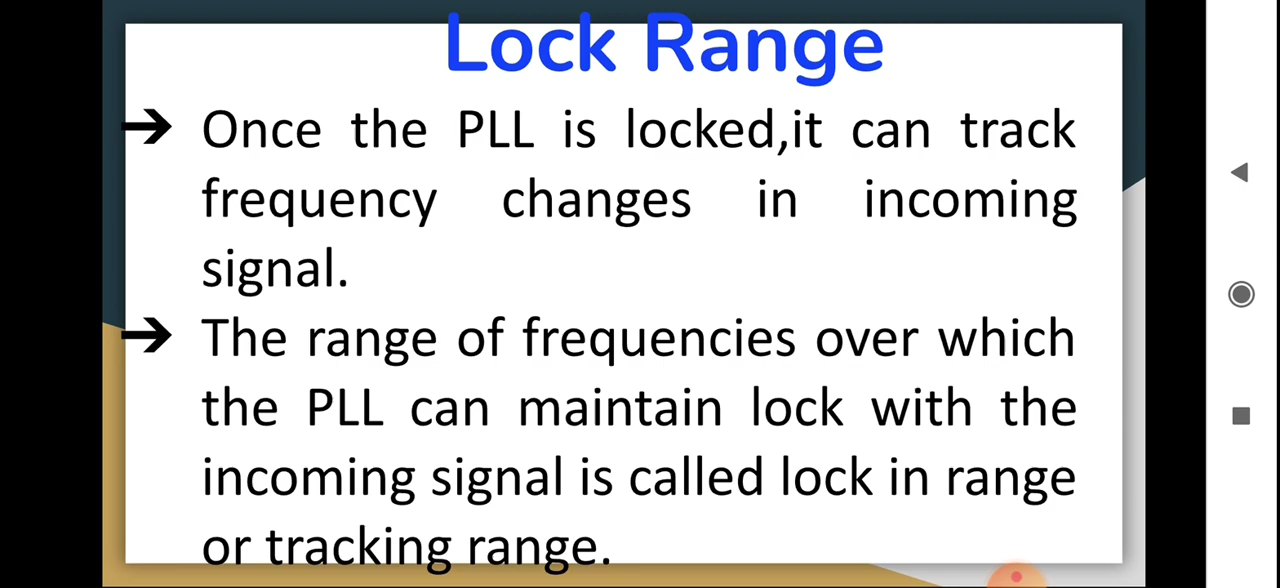 Lock Range
➔ Once the PLL is locked,it can track
frequency changes in incoming
signal.
➔ The range of frequencies over which
the PLL can maintain lock with the
incoming signal is called lock in range
or tracking range.